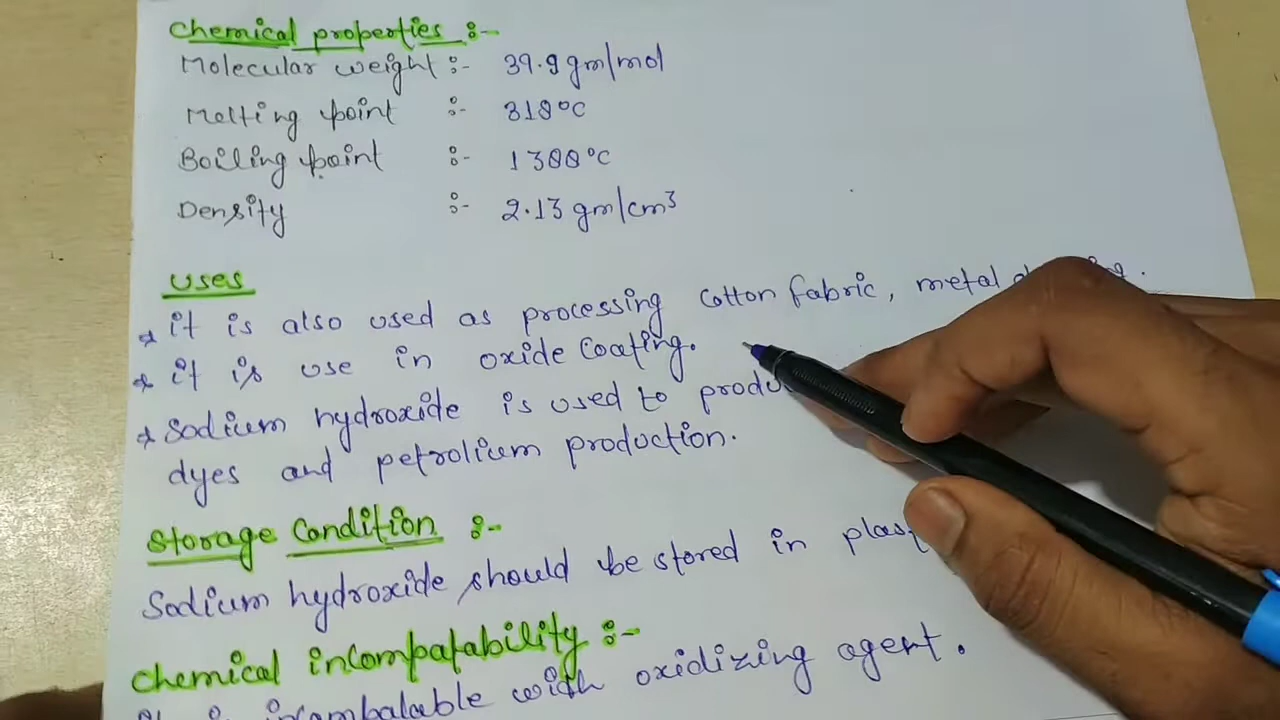 Chemical properties :-
Molecular weight :- 39.9 gm/mol
Melting point :- 318°C
Boiling point :- 1388°C
Density :- 2.13 gm/cm³
Uses
* it is also used as processing cotton fabric, metal
* it is use in oxide coating.
* Sodium hydroxide is used to
dyes and petrolium production.
Storage Condition :-
Sodium hydroxide should be stored in
Chemical incompatability :-
incombalable with oxidizing agent.